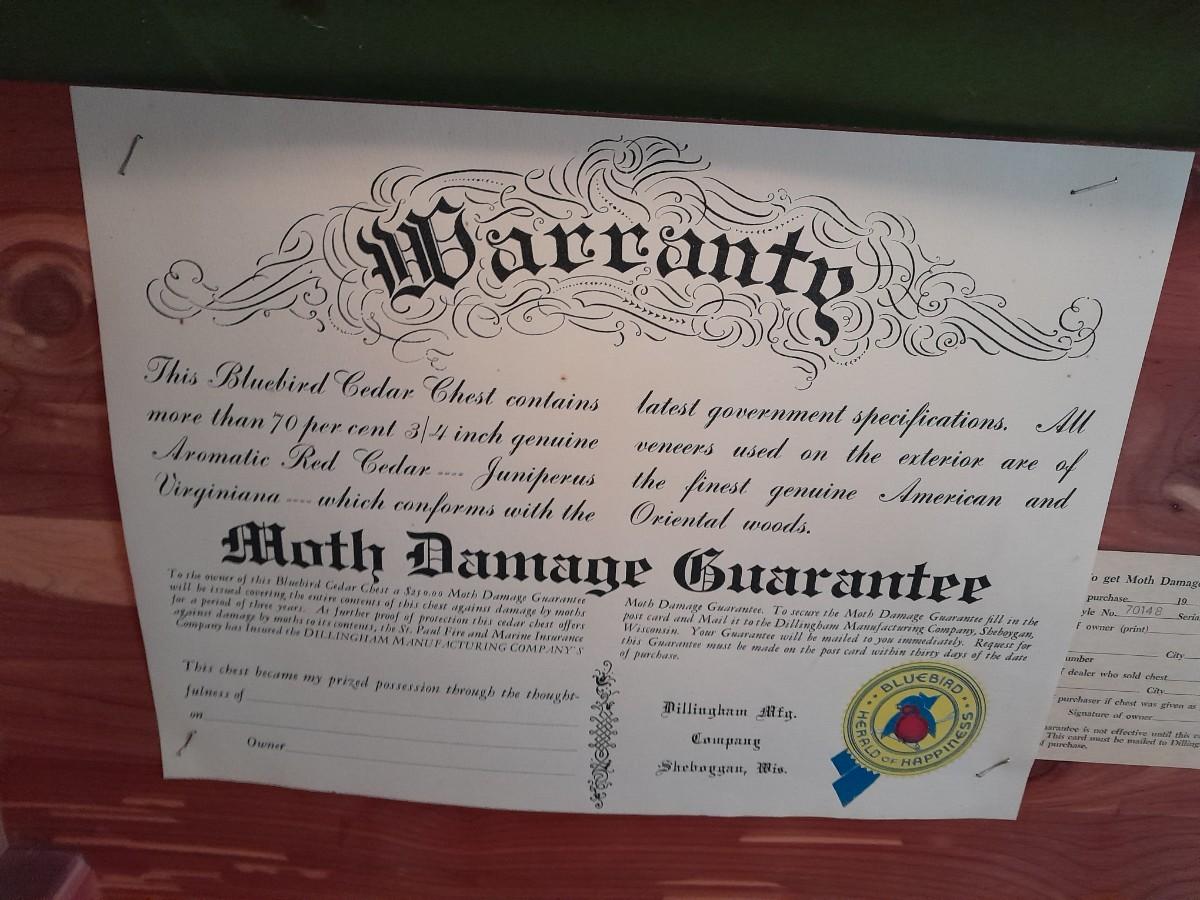 Warranty
This Bluebird Cedar Chest contains
more than 70 per cent 3/4 inch genuine
Aromatic Red Cedar ---- Juniperus
Virginiana ---- which conforms with the
latest government specifications. All
veneers used on the exterior are of
the finest genuine American and
Oriental woods.
Moth Damage Guarantee
To the owner of this Bluebird Cedar Chest a $250.00 Moth Damage Guarantee
will be issued covering the entire contents of this chest against damage by moths
for a period of three years. As further proof of protection this cedar chest offers
against damage by moths to its contents, the St. Paul Fire and Marine Insurance
Company has Insured the DILLINGHAM MANUFACTURING COMPANY'S
Moth Damage Guarantee. To secure the Moth Damage Guarantee fill in the
post card and Mail it to the Dillingham Manufacturing Company, Sheboygan,
Wisconsin. Your Guarantee will be mailed to you immediately. Request for
this Guarantee must be made on the post card within thirty days of the date
of purchase.
This chest became my prized possession through the thought-
fulness of
on
Owner
Dillingham Mfg.
Company
Sheboygan, Wis.
BLUEBIRD
HERALD OF HAPPINESS
o get Moth Damage
purchase 19
yle No. 70148 Seria
f owner (print)
City
umber
f dealer who sold chest
City
purchaser if chest was given as
Signature of owner
arantee is not effective until this c
This card must be mailed to Dilling
f purchase.